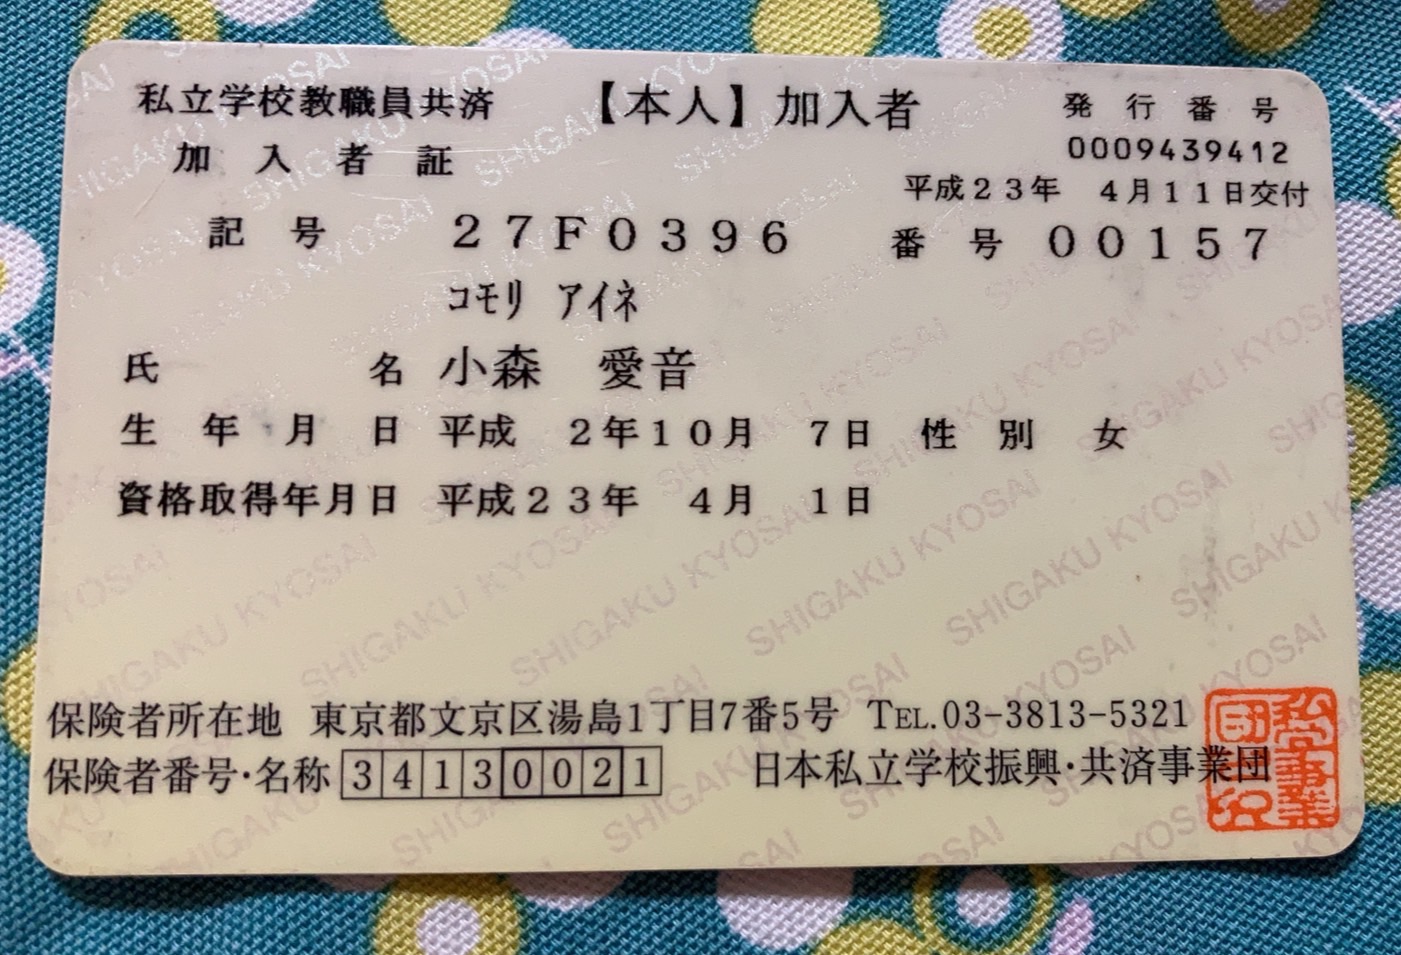 私立学校教職員共済 【本人】加入者 発行番号
加入者証 0009439412
平成23年 4月11日交付
記号 27F0396 番号 00157
コモリ アイネ
氏名 小森 愛音
生年月日 平成 2年10月 7日 性別 女
資格取得年月日 平成23年 4月 1日
保険者所在地 東京都文京区湯島1丁目7番5号 TEL.03-3813-5321
保険者番号・名称 34130021 日本私立学校振興・共済事業団
SHIGAKU KYOSAI